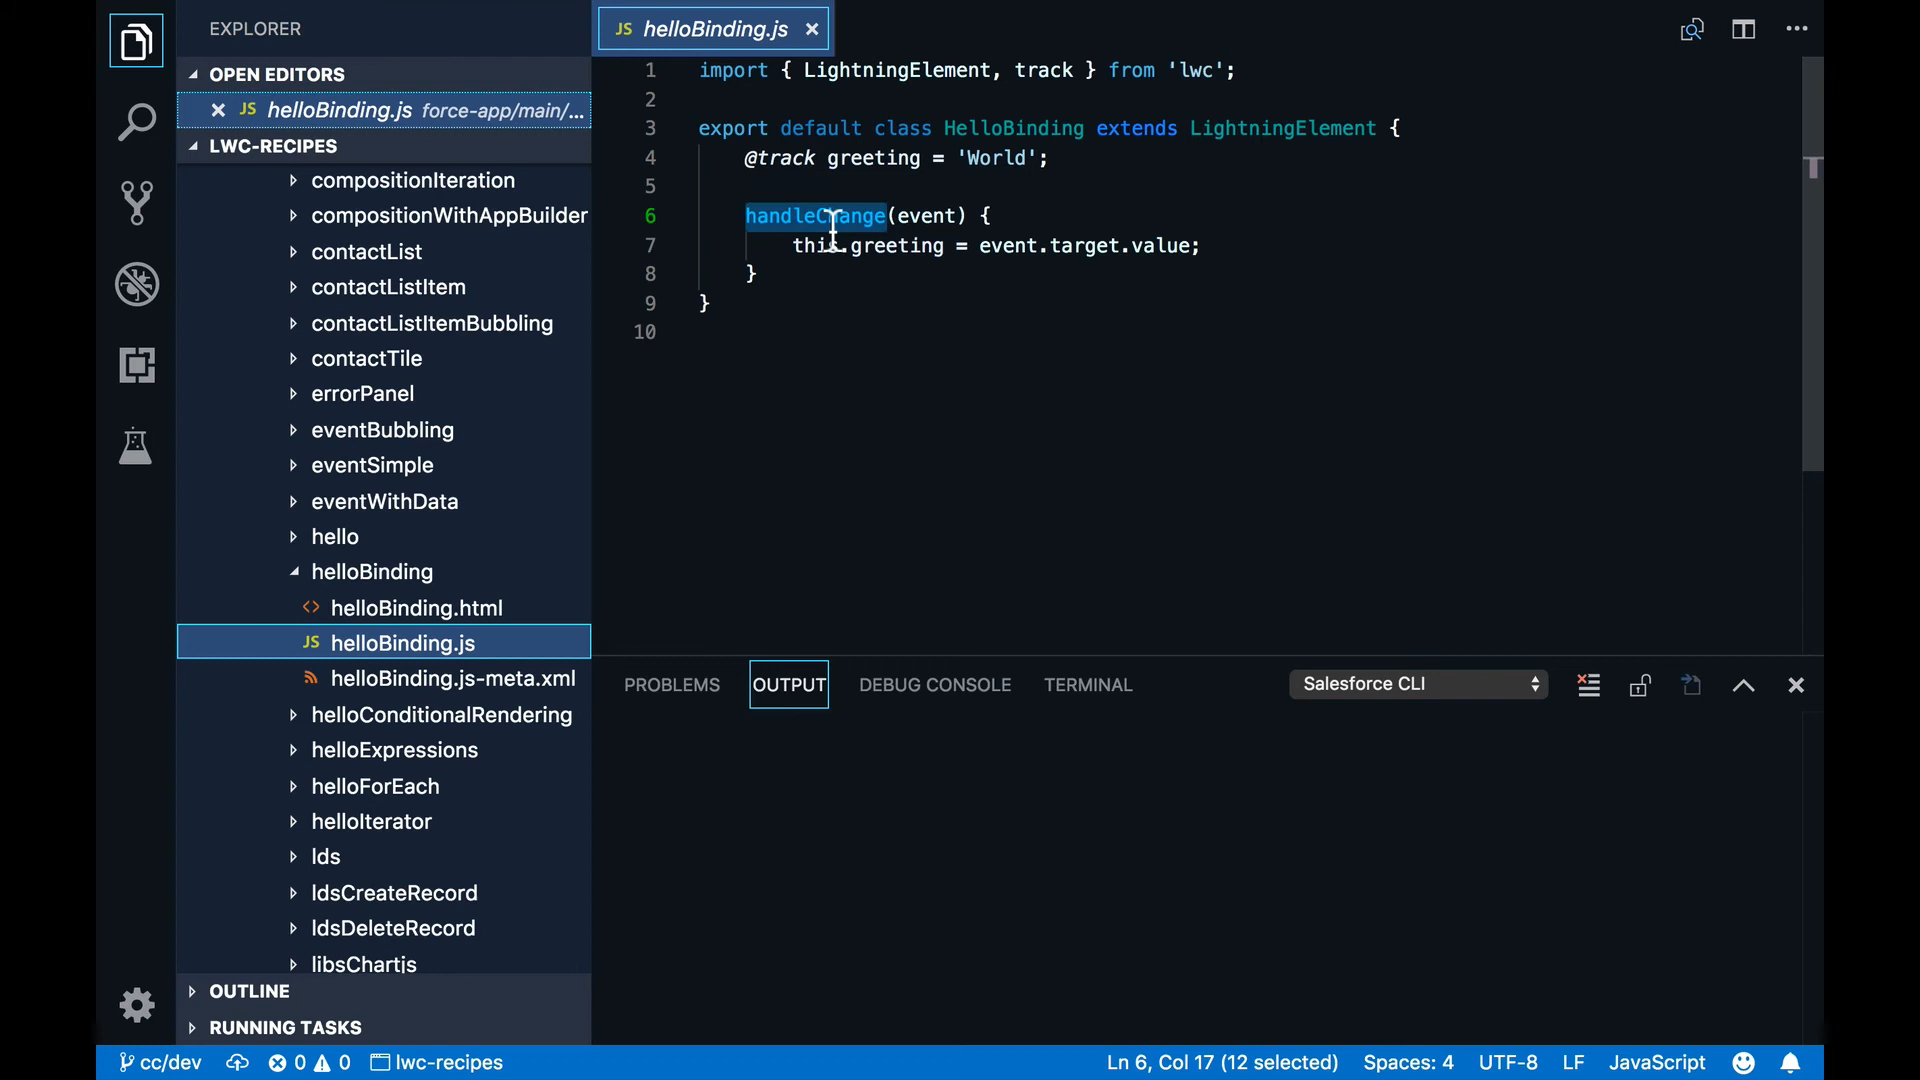 EXPLORER
OPEN EDITORS
JS helloBinding.js force-app/main/...
LWC-RECIPES
compositionIteration
compositionWithAppBuilder
contactList
contactListItem
contactListItemBubbling
contactTile
errorPanel
eventBubbling
eventSimple
eventWithData
hello
helloBinding
<> helloBinding.html
JS helloBinding.js
helloBinding.js-meta.xml
helloConditionalRendering
helloExpressions
helloForEach
helloIterator
lds
ldsCreateRecord
ldsDeleteRecord
libsChartjs
OUTLINE
RUNNING TASKS
JS helloBinding.js
1 import { LightningElement, track } from 'lwc';
2
3 export default class HelloBinding extends LightningElement {
4 @track greeting = 'World';
5
6 handleChange(event) {
7 this.greeting = event.target.value;
8 }
9 }
10
PROBLEMS OUTPUT DEBUG CONSOLE TERMINAL Salesforce CLI
cc/dev 0 0 lwc-recipes Ln 6, Col 17 (12 selected) Spaces: 4 UTF-8 LF JavaScript